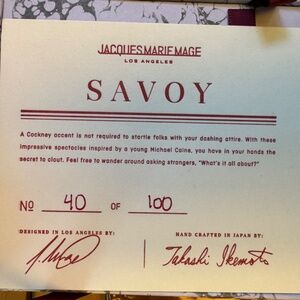 JACQUESMARIEMAGE
LOS ANGELES
SAVOY
A Cockney accent is not required to startle folks with your dashing attire. With these
impressive spectacles inspired by a young Michael Caine, you have in your hands the
secret to clout. Feel free to wander around asking strangers, "What's it all about?"
No 40 OF 100
DESIGNED IN LOS ANGELES BY: HAND CRAFTED IN JAPAN BY:
Takashi Ikemoto